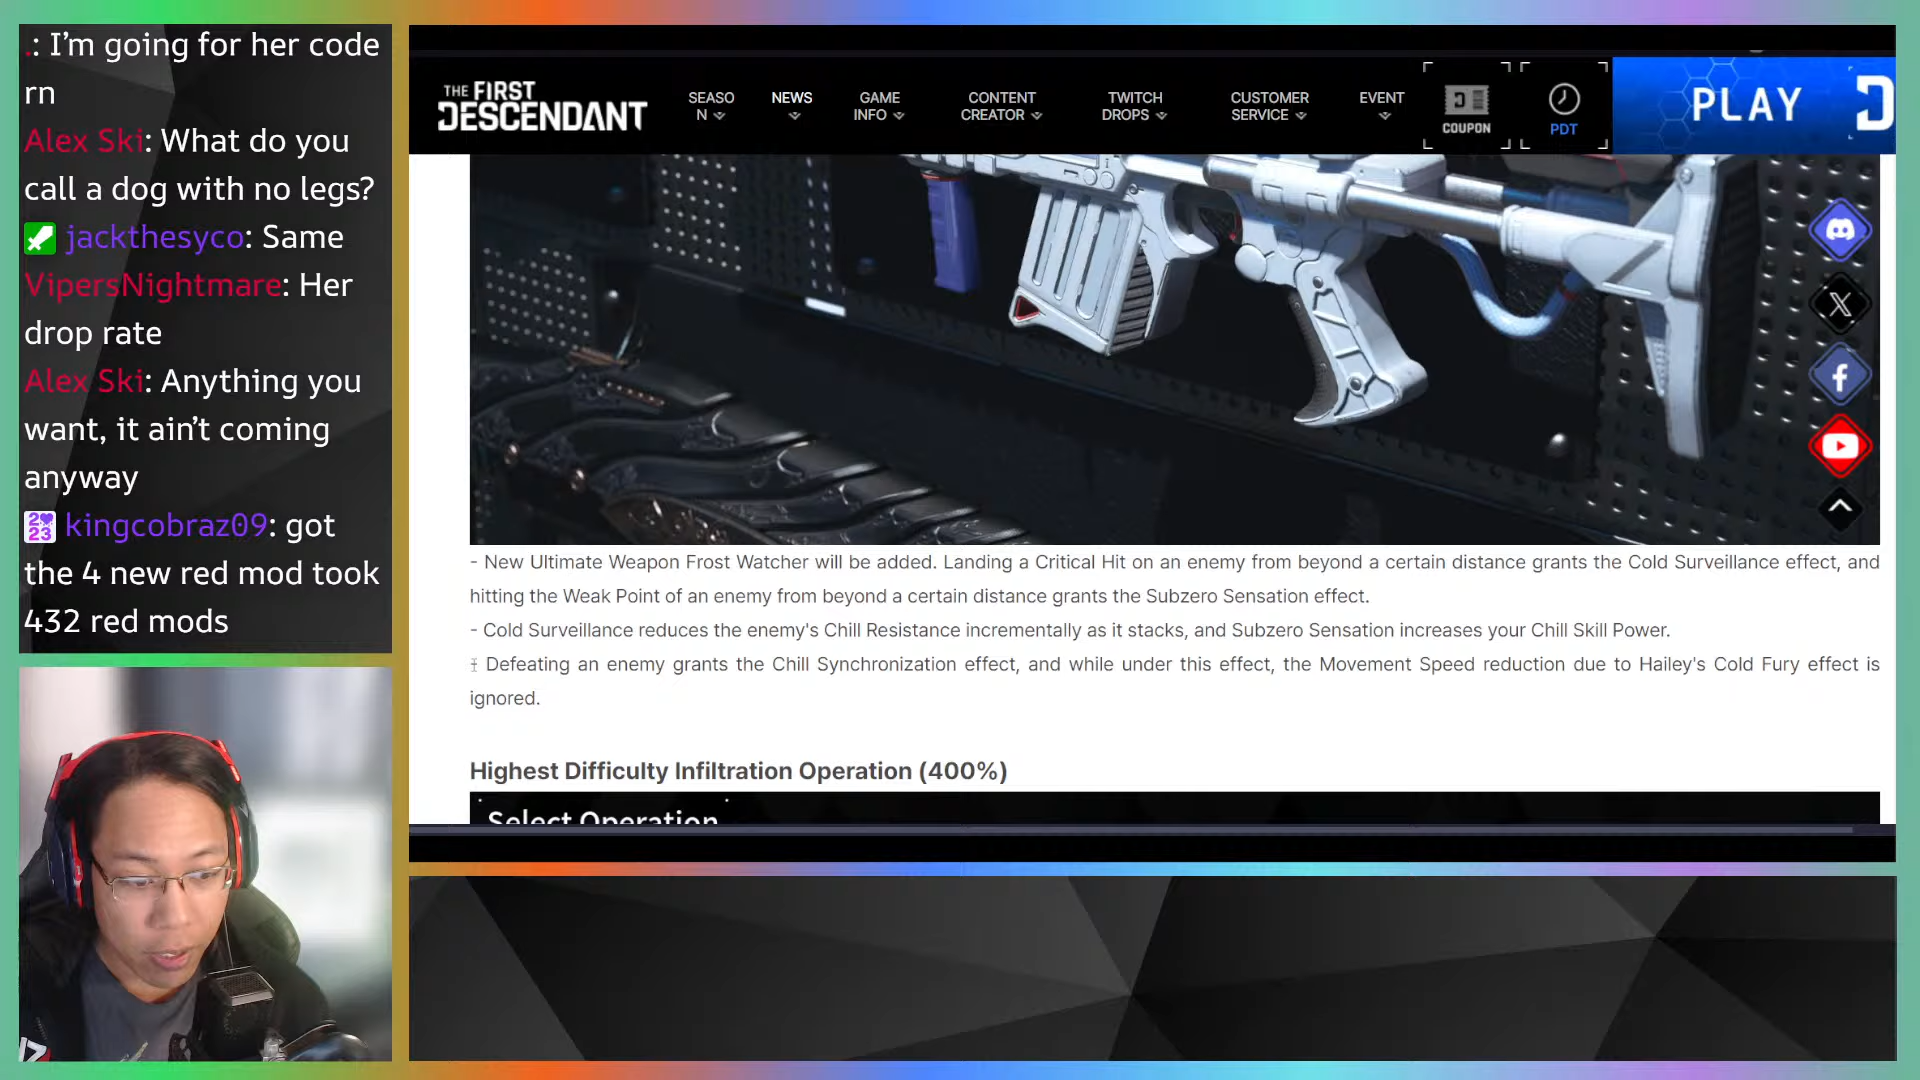 .: I’m going for her code
rn
Alex Ski: What do you
call a dog with no legs?
jackthesyco: Same
VipersNightmare: Her
drop rate
Alex Ski: Anything you
want, it ain’t coming
anyway
2023 kingcobraz09: got
the 4 new red mod took
432 red mods
THE FIRST
DESCENDANT
SEASO
N
NEWS
GAME
INFO
CONTENT
CREATOR
TWITCH
DROPS
CUSTOMER
SERVICE
EVENT
COUPON
PDT
PLAY
- New Ultimate Weapon Frost Watcher will be added. Landing a Critical Hit on an enemy from beyond a certain distance grants the Cold Surveillance effect, and
hitting the Weak Point of an enemy from beyond a certain distance grants the Subzero Sensation effect.
- Cold Surveillance reduces the enemy's Chill Resistance incrementally as it stacks, and Subzero Sensation increases your Chill Skill Power.
- Defeating an enemy grants the Chill Synchronization effect, and while under this effect, the Movement Speed reduction due to Hailey's Cold Fury effect is
ignored.
Highest Difficulty Infiltration Operation (400%)
Select Operation